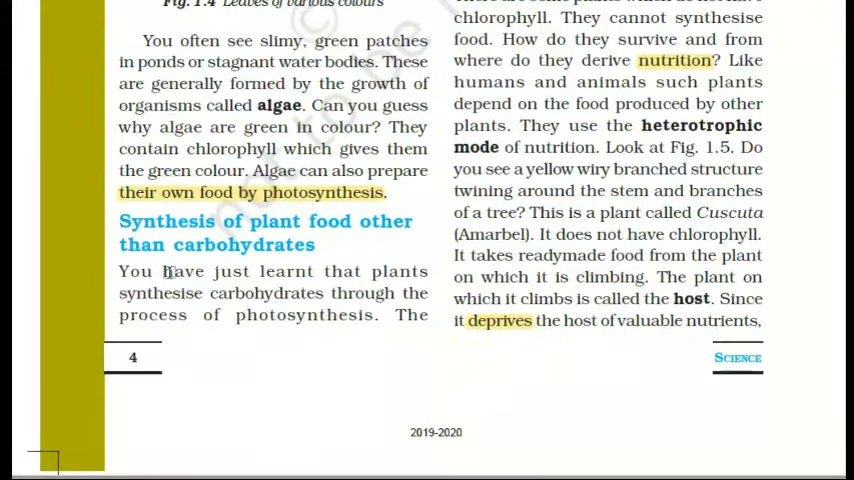 Fig. 1.4 Leaves of various colours
You often see slimy, green patches
in ponds or stagnant water bodies. These
are generally formed by the growth of
organisms called algae. Can you guess
why algae are green in colour? They
contain chlorophyll which gives them
the green colour. Algae can also prepare
their own food by photosynthesis.
Synthesis of plant food other
than carbohydrates
You have just learnt that plants
synthesise carbohydrates through the
process of photosynthesis. The
4
chlorophyll. They cannot synthesise
food. How do they survive and from
where do they derive nutrition? Like
humans and animals such plants
depend on the food produced by other
plants. They use the heterotrophic
mode of nutrition. Look at Fig. 1.5. Do
you see a yellow wiry branched structure
twining around the stem and branches
of a tree? This is a plant called Cuscuta
(Amarbel). It does not have chlorophyll.
It takes readymade food from the plant
on which it is climbing. The plant on
which it climbs is called the host. Since
it deprives the host of valuable nutrients,
SCIENCE
2019-2020
© not to be